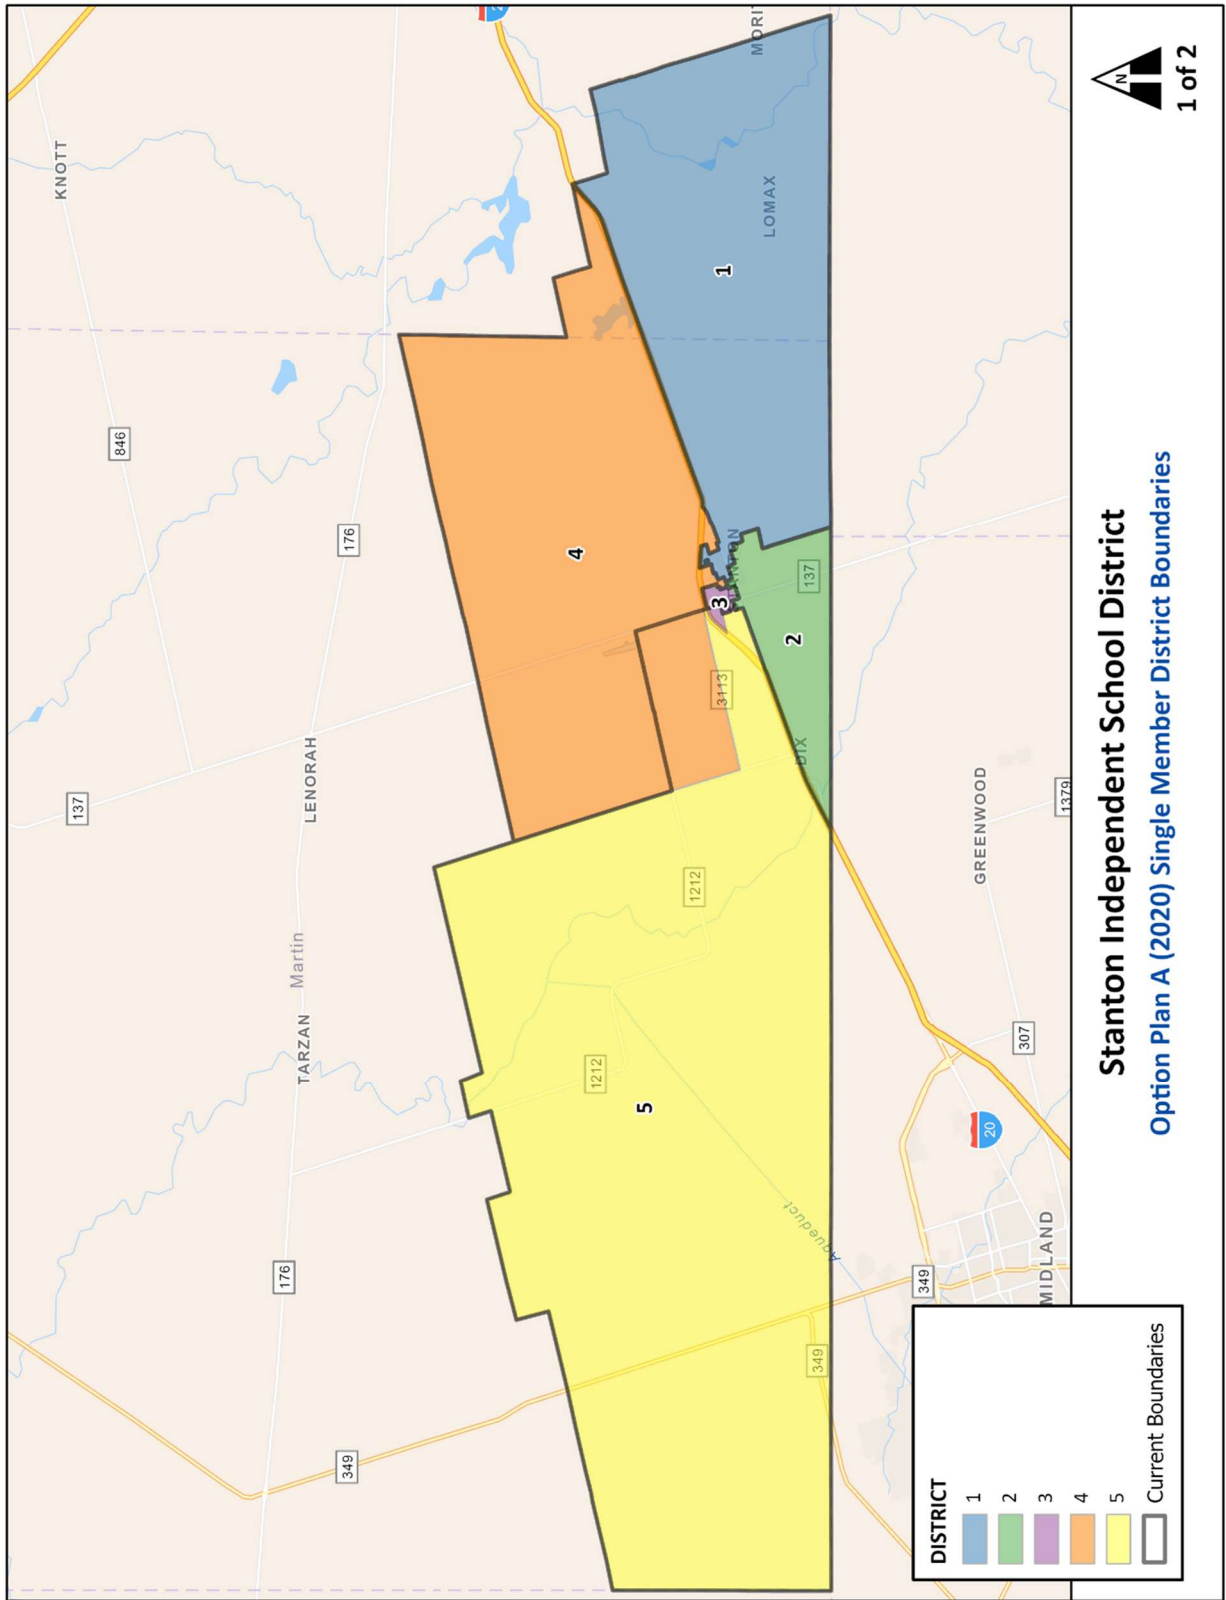 KNOTT
846
176
137
LENORAH
Martin
TARZAN
176
349
MORI
LOMAX
1
4
3
137
2
3113
DIX
1212
1212
5
Aqueduct
349
349
GREENWOOD
1379
307
20
MIDLAND
DISTRICT
1
2
3
4
5
Current Boundaries
Stanton Independent School District
Option Plan A (2020) Single Member District Boundaries
N
1 of 2